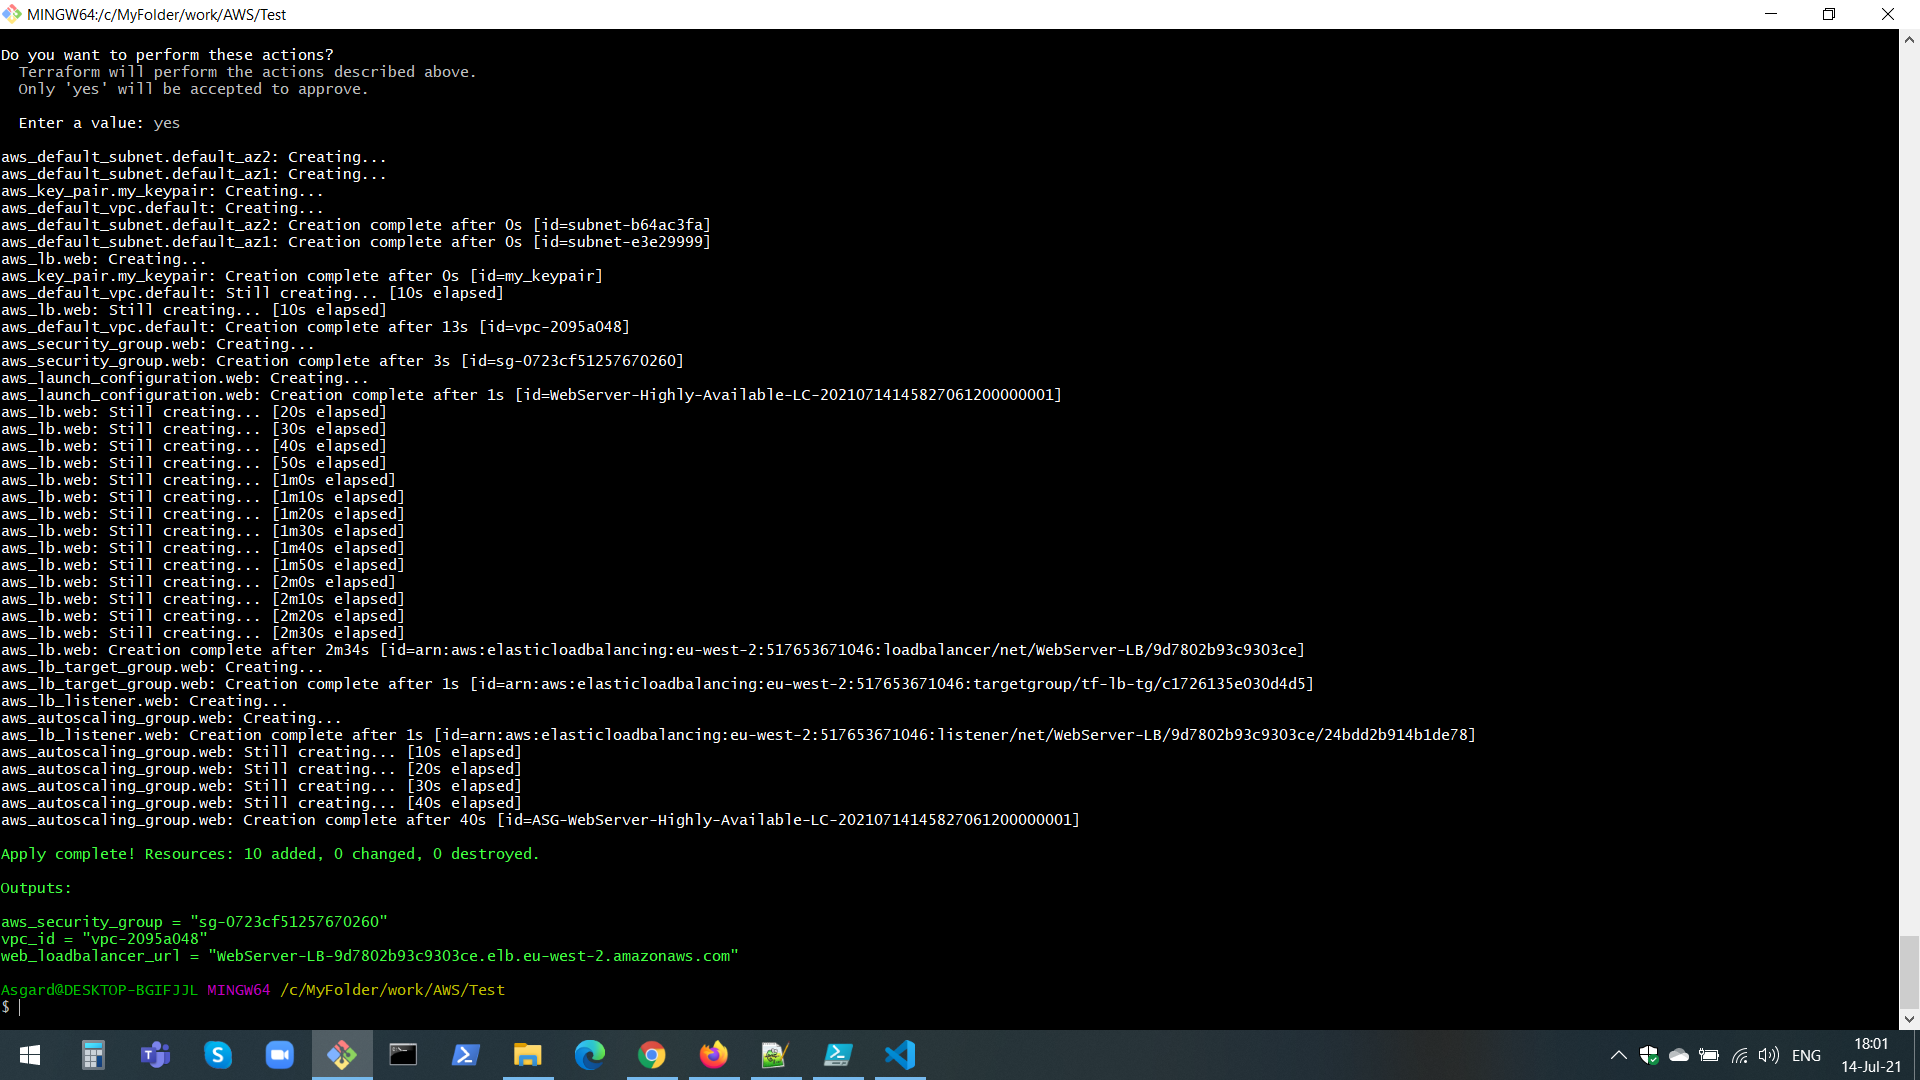 MINGW64:/c/MyFolder/work/AWS/Test
Do you want to perform these actions?
  Terraform will perform the actions described above.
  Only 'yes' will be accepted to approve.
  Enter a value: yes
aws_default_subnet.default_az2: Creating...
aws_default_subnet.default_az1: Creating...
aws_key_pair.my_keypair: Creating...
aws_default_vpc.default: Creating...
aws_default_subnet.default_az2: Creation complete after 0s [id=subnet-b64ac3fa]
aws_default_subnet.default_az1: Creation complete after 0s [id=subnet-e3e29999]
aws_lb.web: Creating...
aws_key_pair.my_keypair: Creation complete after 0s [id=my_keypair]
aws_default_vpc.default: Still creating... [10s elapsed]
aws_lb.web: Still creating... [10s elapsed]
aws_default_vpc.default: Creation complete after 13s [id=vpc-2095a048]
aws_security_group.web: Creating...
aws_security_group.web: Creation complete after 3s [id=sg-0723cf51257670260]
aws_launch_configuration.web: Creating...
aws_launch_configuration.web: Creation complete after 1s [id=WebServer-Highly-Available-LC-20210714145827061200000001]
aws_lb.web: Still creating... [20s elapsed]
aws_lb.web: Still creating... [30s elapsed]
aws_lb.web: Still creating... [40s elapsed]
aws_lb.web: Still creating... [50s elapsed]
aws_lb.web: Still creating... [1m0s elapsed]
aws_lb.web: Still creating... [1m10s elapsed]
aws_lb.web: Still creating... [1m20s elapsed]
aws_lb.web: Still creating... [1m30s elapsed]
aws_lb.web: Still creating... [1m40s elapsed]
aws_lb.web: Still creating... [1m50s elapsed]
aws_lb.web: Still creating... [2m0s elapsed]
aws_lb.web: Still creating... [2m10s elapsed]
aws_lb.web: Still creating... [2m20s elapsed]
aws_lb.web: Still creating... [2m30s elapsed]
aws_lb.web: Creation complete after 2m34s [id=arn:aws:elasticloadbalancing:eu-west-2:517653671046:loadbalancer/net/WebServer-LB/9d7802b93c9303ce]
aws_lb_target_group.web: Creating...
aws_lb_target_group.web: Creation complete after 1s [id=arn:aws:elasticloadbalancing:eu-west-2:517653671046:targetgroup/tf-lb-tg/c1726135e030d4d5]
aws_lb_listener.web: Creating...
aws_autoscaling_group.web: Creating...
aws_lb_listener.web: Creation complete after 1s [id=arn:aws:elasticloadbalancing:eu-west-2:517653671046:listener/net/WebServer-LB/9d7802b93c9303ce/24bdd2b914b1de78]
aws_autoscaling_group.web: Still creating... [10s elapsed]
aws_autoscaling_group.web: Still creating... [20s elapsed]
aws_autoscaling_group.web: Still creating... [30s elapsed]
aws_autoscaling_group.web: Still creating... [40s elapsed]
aws_autoscaling_group.web: Creation complete after 40s [id=ASG-WebServer-Highly-Available-LC-20210714145827061200000001]
Apply complete! Resources: 10 added, 0 changed, 0 destroyed.
Outputs:
aws_security_group = "sg-0723cf51257670260"
vpc_id = "vpc-2095a048"
web_loadbalancer_url = "WebServer-LB-9d7802b93c9303ce.elb.eu-west-2.amazonaws.com"
Asgard@DESKTOP-BGIFJJL MINGW64 /c/MyFolder/work/AWS/Test
$
ENG
18:01
14-Jul-21